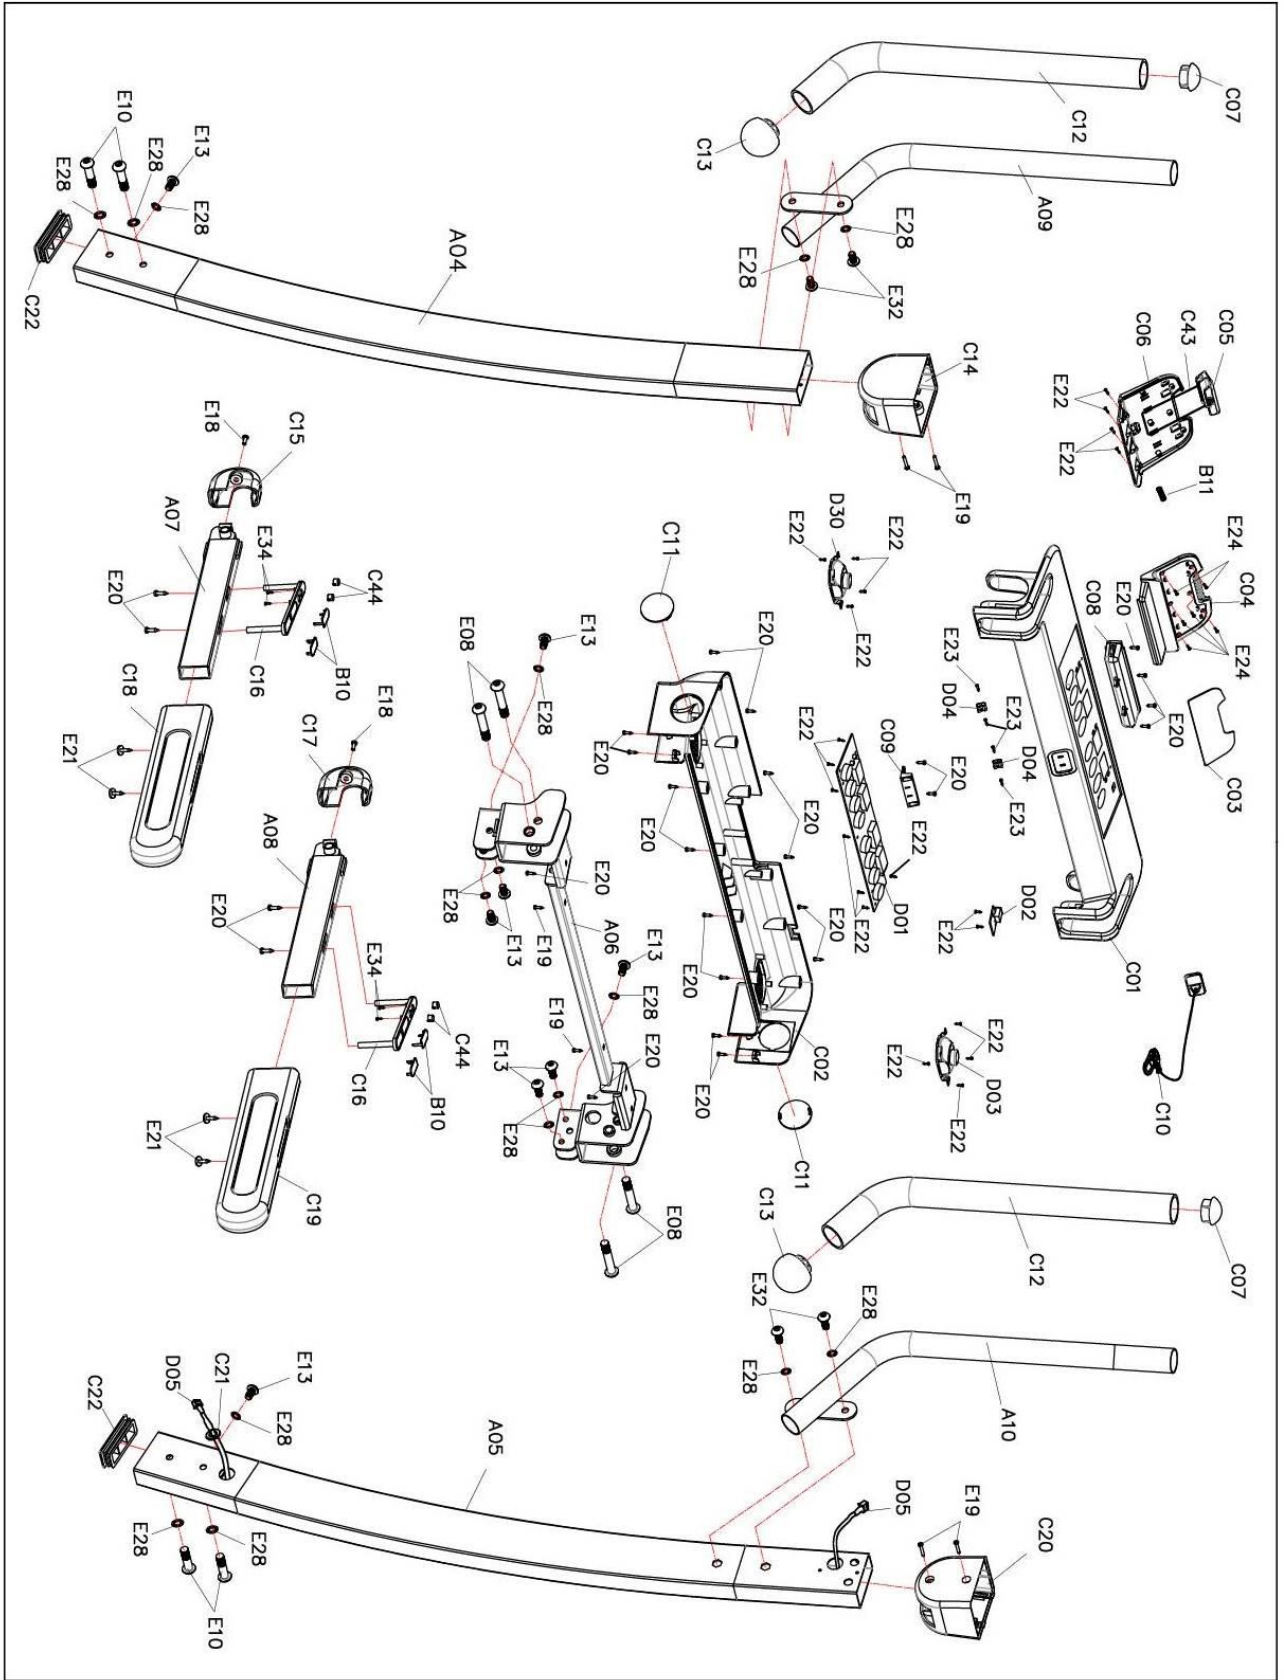 C07
C12
C13
A09
E10
E28
E13
E28
E28
A04
E28
E28
E32
C22
C14
E19
C05
C43
C06
E22
E22
B11
E24
C04
C08
E20
E24
E20
C03
E23
D04
E23
D04
E23
C01
D02
E22
C10
D30
E22
E22
E22
C11
E20
E20
E20
E20
E22
C09
E20
E22
D01
E22
E22
E20
E20
E20
C02
C11
E22
E22
D03
E22
E18
C15
A07
E34
C44
E20
C16
B10
C18
E21
E18
C17
A08
E34
C44
E20
C16
B10
C19
E21
E13
E08
E28
E28
E13
E20
E19
A06
E13
E28
E19
E13
E20
E28
E08
C07
C12
C13
E32
E28
E28
A10
E19
C20
D05
A05
E13
E28
C21
D05
C22
E28
E28
E10